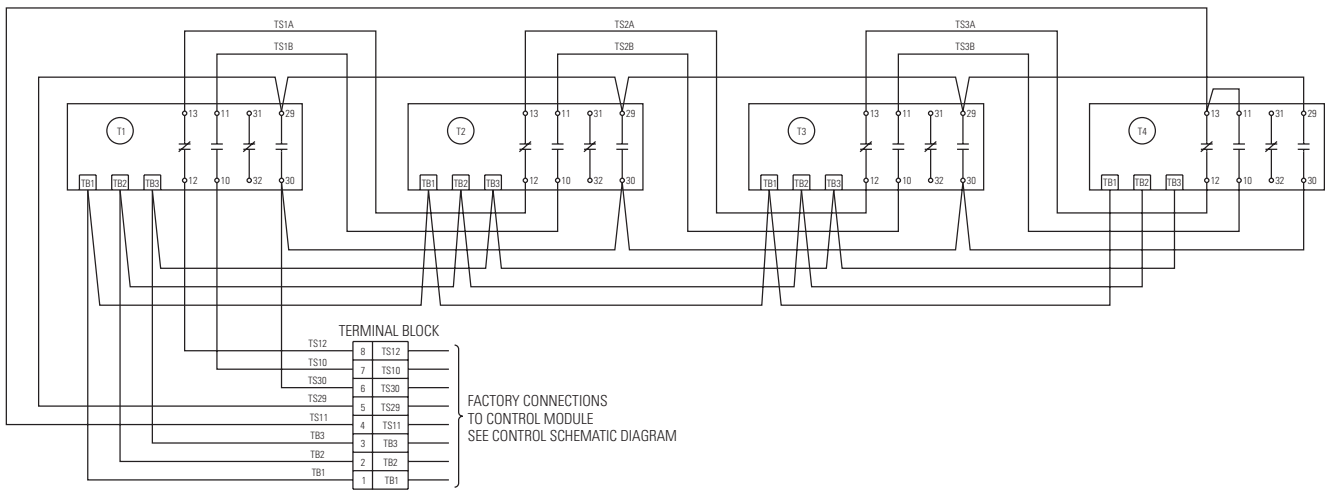 TS1A TS2A TS3A
TS1B TS2B TS3B
13 11 31 29 13 11 31 29 13 11 31 29 13 11 31 29
T1 T2 T3 T4
TB1 TB2 TB3 12 10 32 30 TB1 TB2 TB3 12 10 32 30 TB1 TB2 TB3 12 10 32 30 TB1 TB2 TB3 12 10 32 30
TERMINAL BLOCK
TS12 8 TS12
TS10 7 TS10
TS30 6 TS30
TS29 5 TS29
TS11 4 TS11
TB3 3 TB3
TB2 2 TB2
TB1 1 TB1
FACTORY CONNECTIONS
TO CONTROL MODULE
SEE CONTROL SCHEMATIC DIAGRAM